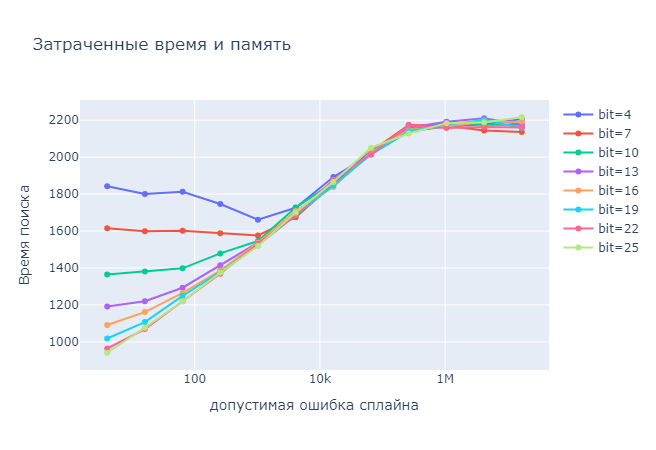 Затраченные время и память
2200
2000
1800
1600
1400
1200
1000
Время поиска
100
10k
1M
допустимая ошибка сплайна
bit=4
bit=7
bit=10
bit=13
bit=16
bit=19
bit=22
bit=25